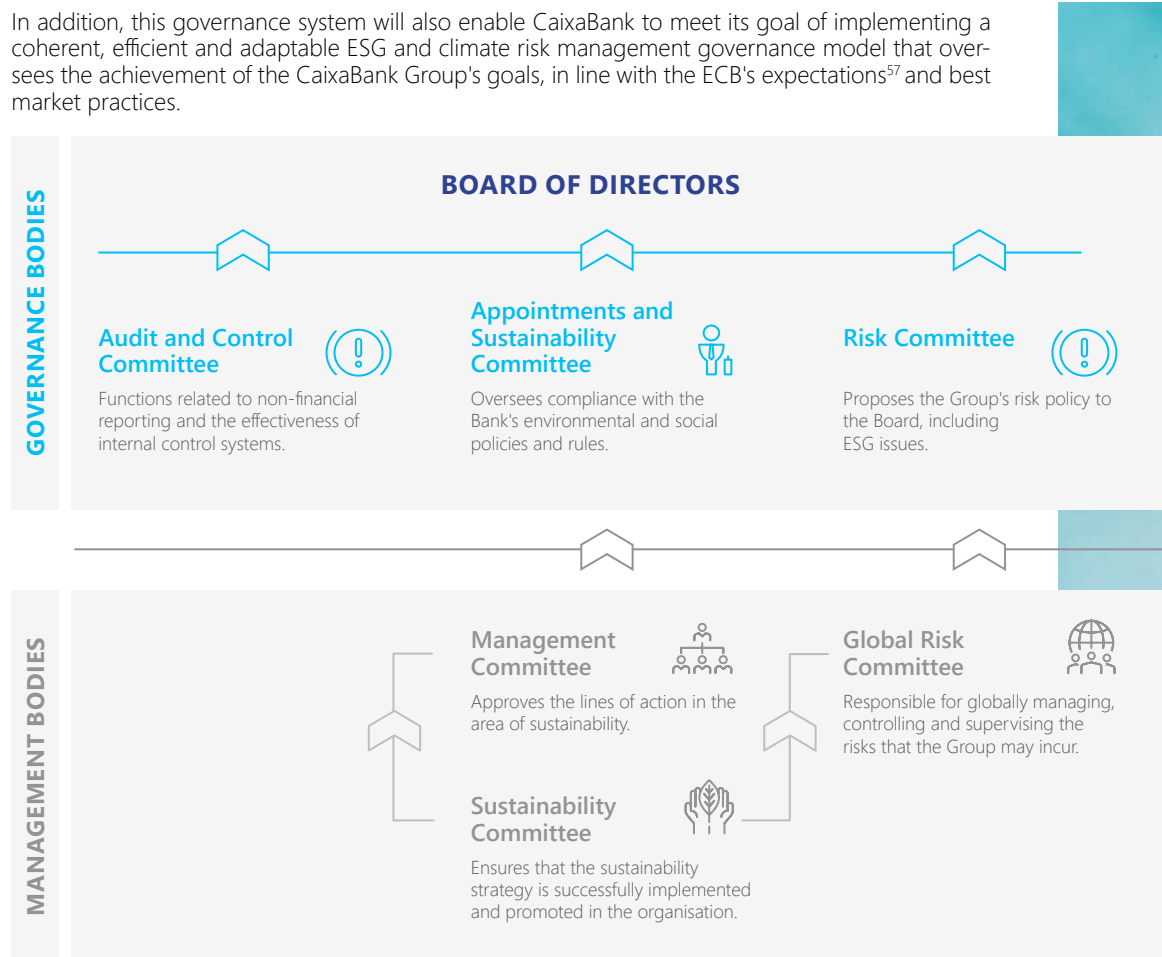 In addition, this governance system will also enable CaixaBank to meet its goal of implementing a
coherent, efficient and adaptable ESG and climate risk management governance model that over-
sees the achievement of the CaixaBank Group's goals, in line with the ECB's expectations57 and best
market practices.
GOVERNANCE BODIES
BOARD OF DIRECTORS
Audit and Control
Committee
Functions related to non-financial
reporting and the effectiveness of
internal control systems.
Appointments and
Sustainability
Committee
Oversees compliance with the
Bank's environmental and social
policies and rules.
Risk Committee
Proposes the Group's risk policy to
the Board, including
ESG issues.
MANAGEMENT BODIES
Management
Committee
Approves the lines of action in the
area of sustainability.
Global Risk
Committee
Responsible for globally managing,
controlling and supervising the
risks that the Group may incur.
Sustainability
Committee
Ensures that the sustainability
strategy is successfully implemented
and promoted in the organisation.